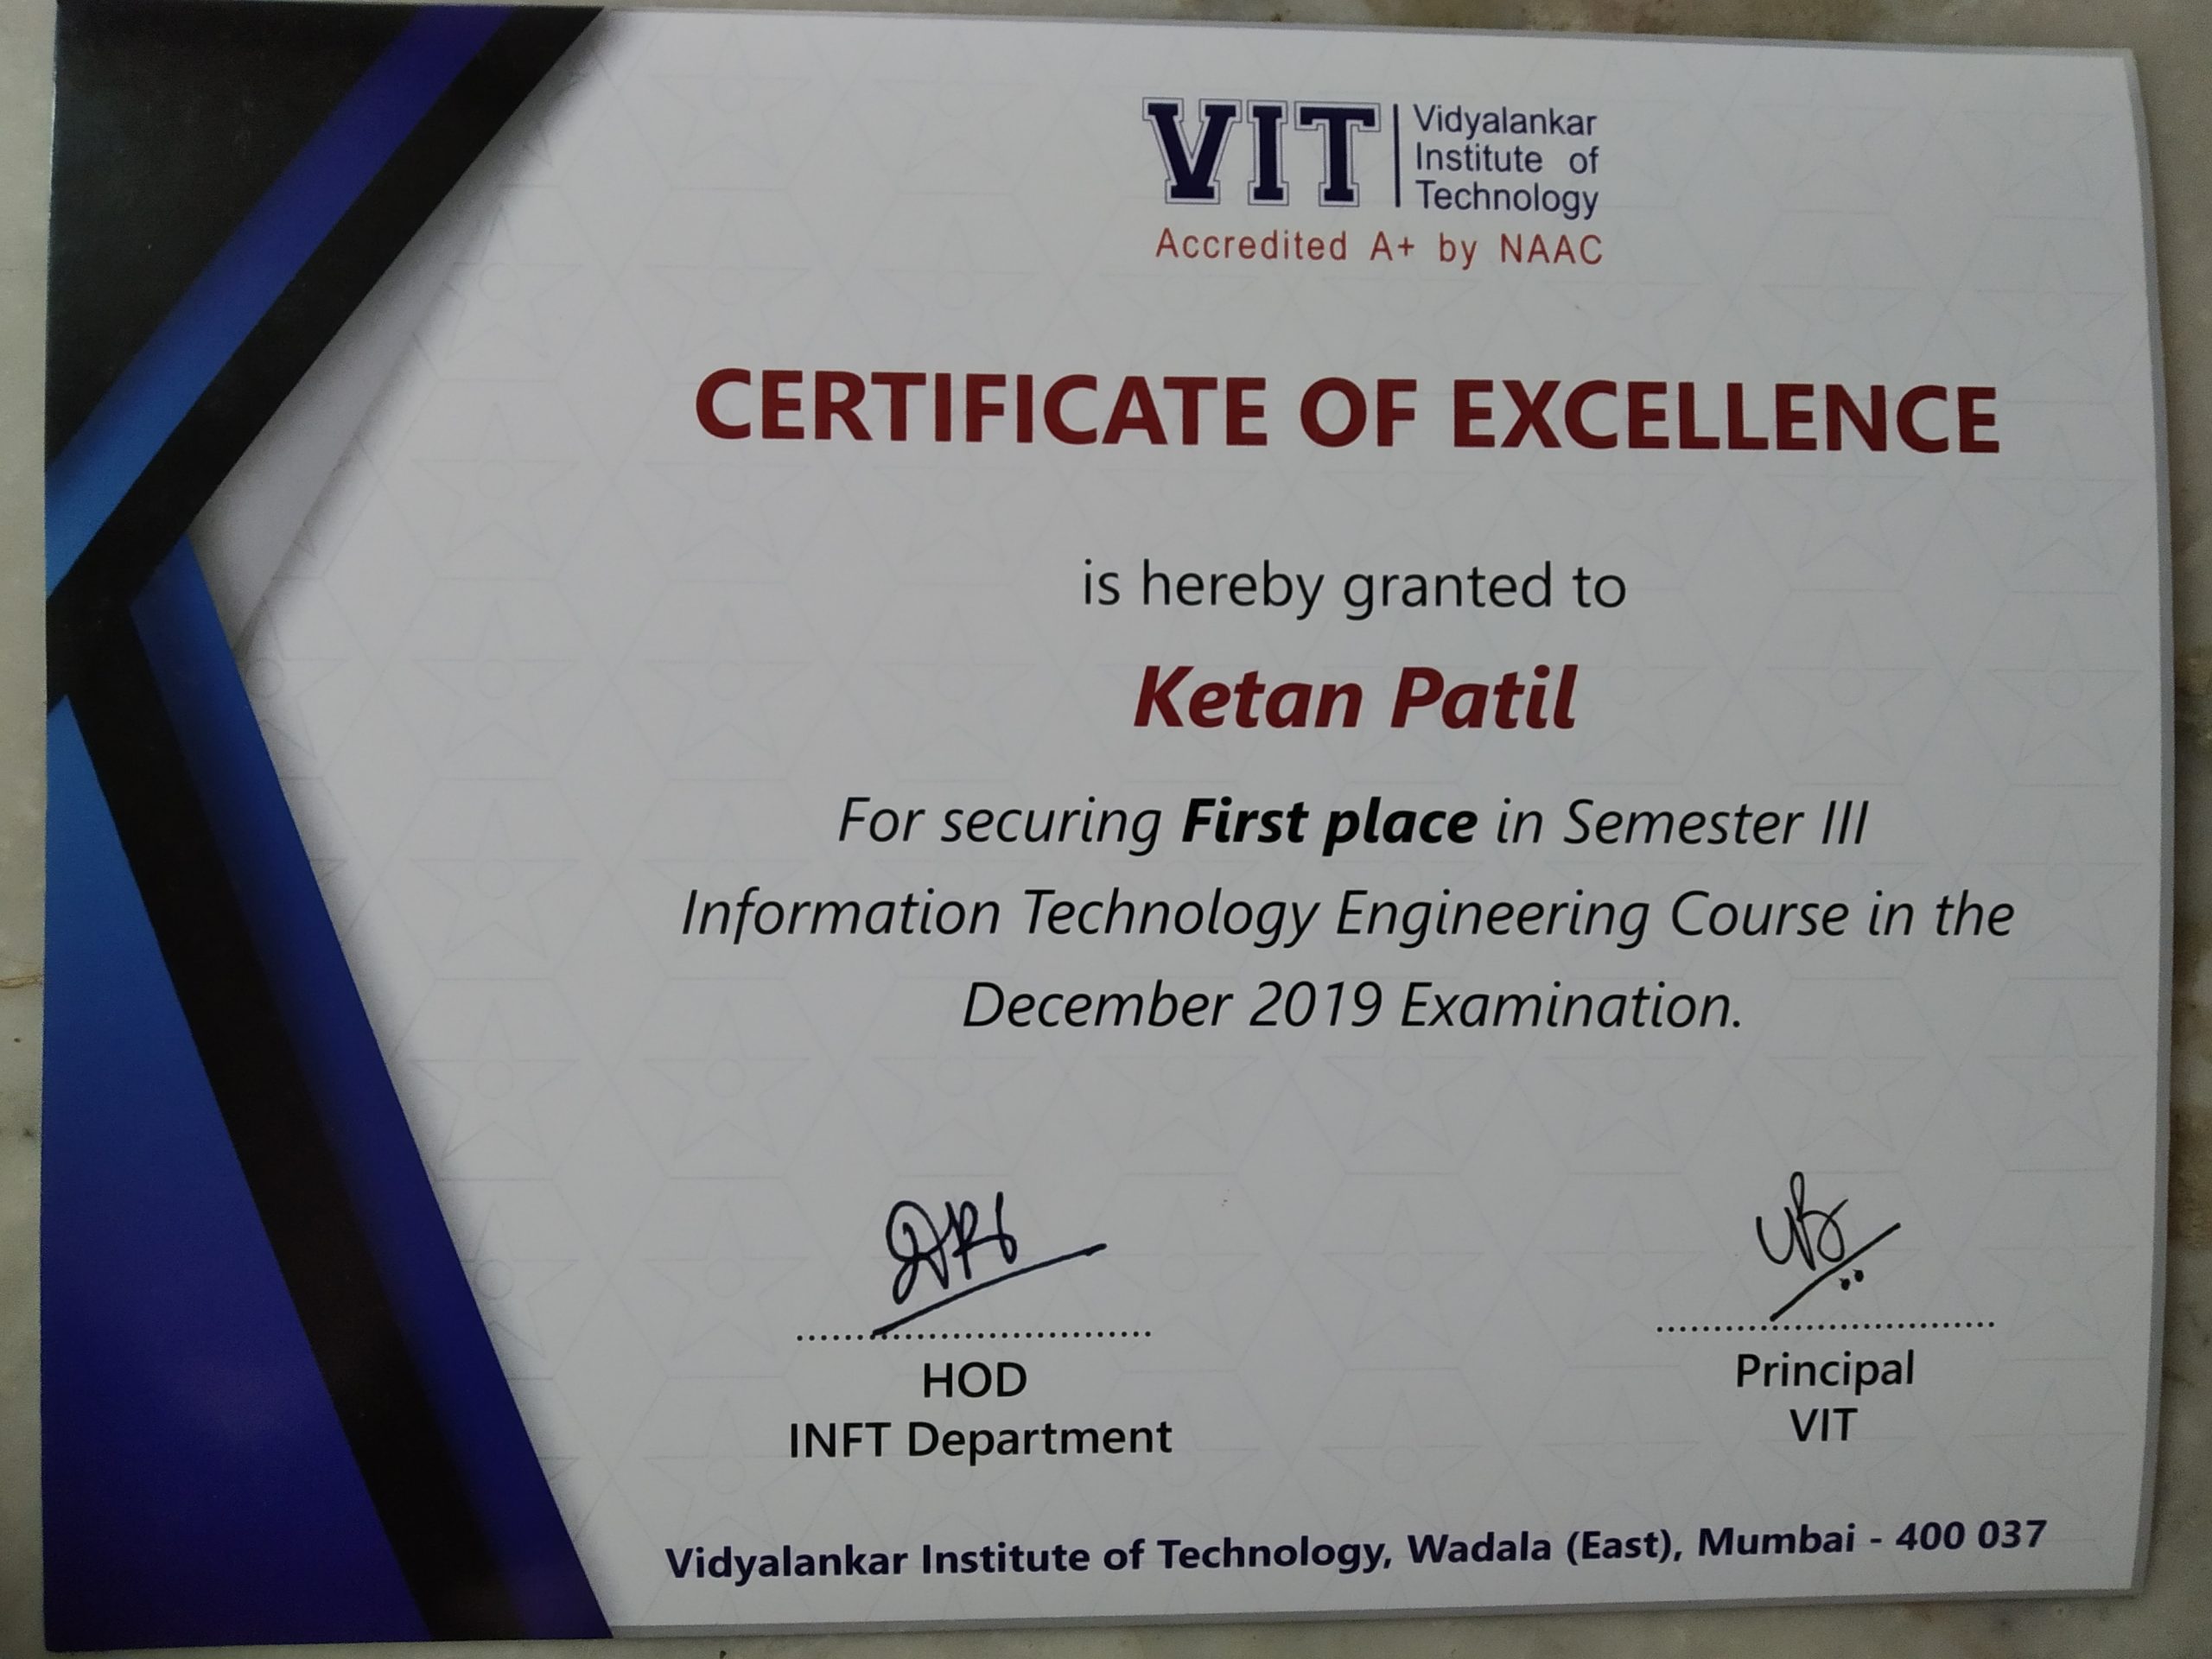 VIT
Vidyalankar
Institute of
Technology
Accredited A+ by NAAC
CERTIFICATE OF EXCELLENCE
is hereby granted to
Ketan Patil
For securing First place in Semester III
Information Technology Engineering Course in the
December 2019 Examination.
HOD
INFT Department
Principal
VIT
Vidyalankar Institute of Technology, Wadala (East), Mumbai - 400 037